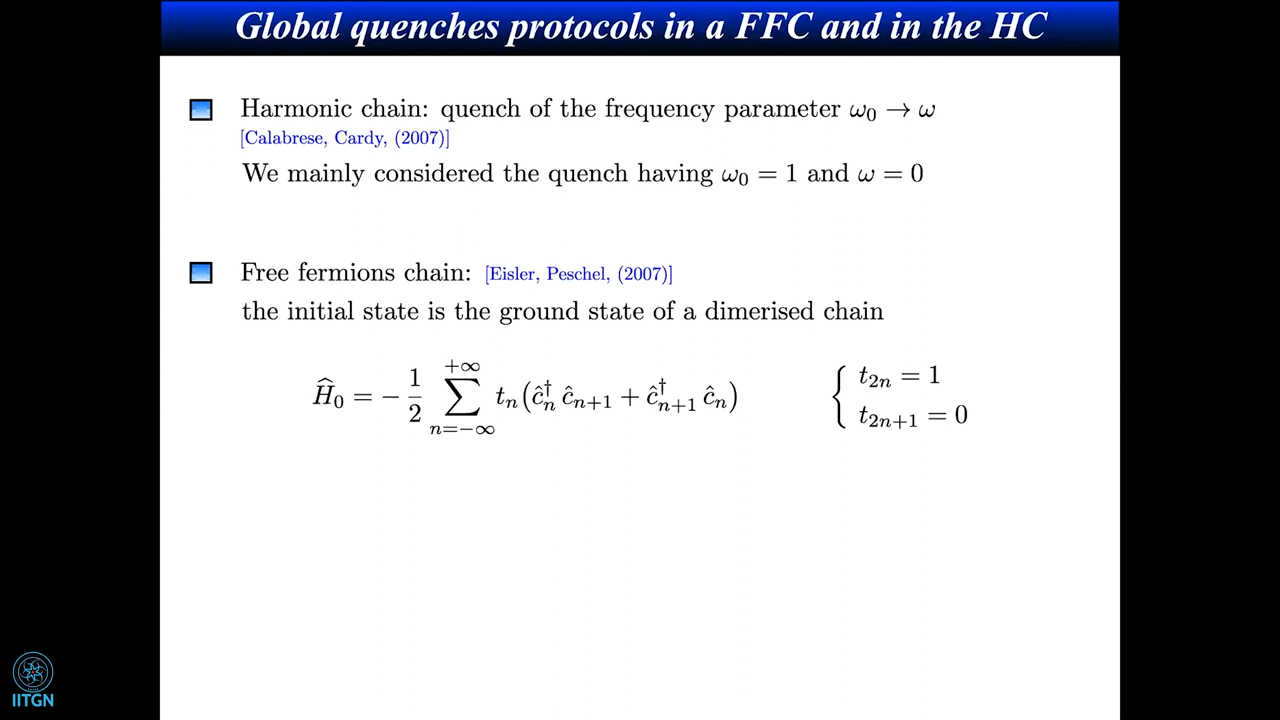 Global quenches protocols in a FFC and in the HC
Harmonic chain: quench of the frequency parameter ω₀ → ω
[Calabrese, Cardy, (2007)]
We mainly considered the quench having ω₀ = 1 and ω = 0
Free fermions chain: [Eisler, Peschel, (2007)]
the initial state is the ground state of a dimerised chain
Ĥ₀ = − 1/2 ∑_{n=−∞}^{+∞} tₙ(ĉₙ† ĉₙ₊₁ + ĉₙ₊₁† ĉₙ) { t₂ₙ = 1
t₂ₙ₊₁ = 0
IITGN